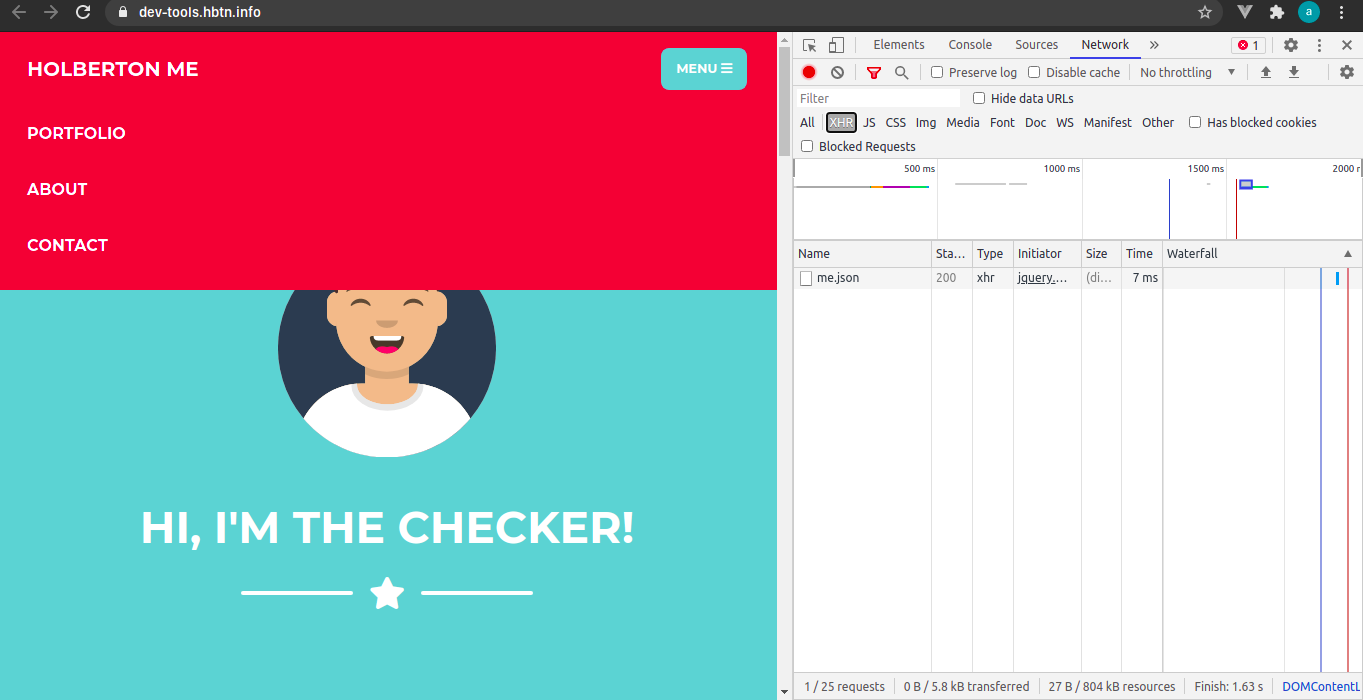 dev-tools.hbtn.info
a
HOLBERTON ME
MENU
PORTFOLIO
ABOUT
CONTACT
HI, I'M THE CHECKER!
Elements Console Sources Network » 1
Preserve log Disable cache No throttling
Filter Hide data URLs
All XHR JS CSS Img Media Font Doc WS Manifest Other Has blocked cookies
Blocked Requests
500 ms 1000 ms 1500 ms 2000 r
Name Sta... Type Initiator Size Time Waterfall
me.json 200 xhr jquery.... (di... 7 ms
1 / 25 requests 0 B / 5.8 kB transferred 27 B / 804 kB resources Finish: 1.63 s DOMContentL